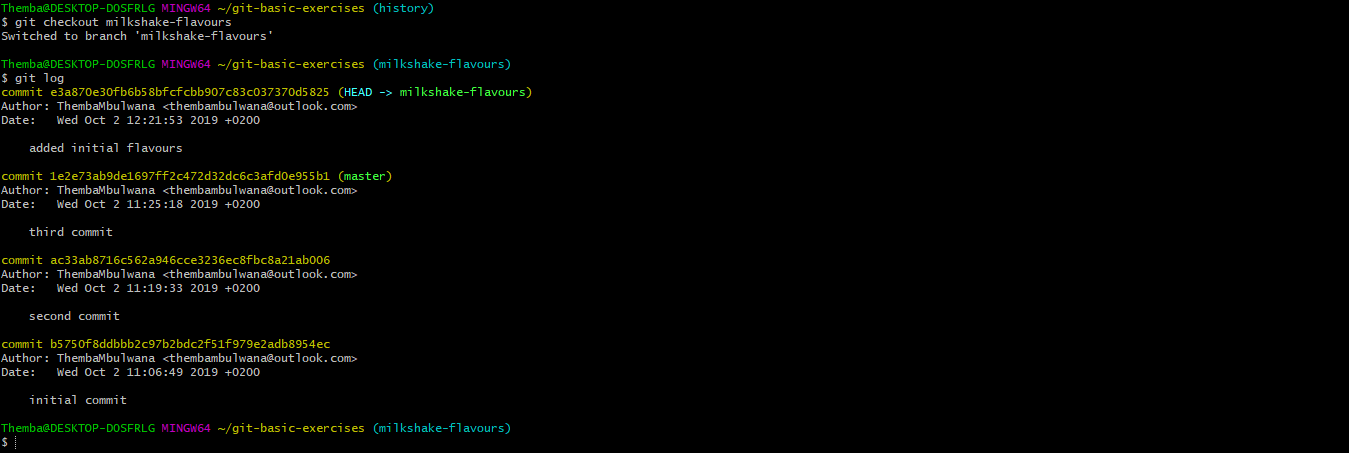 Themba@DESKTOP-DOSFRLG MINGW64 ~/git-basic-exercises (history)
$ git checkout milkshake-flavours
Switched to branch 'milkshake-flavours'
Themba@DESKTOP-DOSFRLG MINGW64 ~/git-basic-exercises (milkshake-flavours)
$ git log
commit e3a870e30fb6b58bfcfcbb907c83c037370d5825 (HEAD -> milkshake-flavours)
Author: ThembaMbulwana <thembambulwana@outlook.com>
Date:   Wed Oct 2 12:21:53 2019 +0200
    added initial flavours
commit 1e2e73ab9de1697ff2c472d32dc6c3afd0e955b1 (master)
Author: ThembaMbulwana <thembambulwana@outlook.com>
Date:   Wed Oct 2 11:25:18 2019 +0200
    third commit
commit ac33ab8716c562a946cce3236ec8fbc8a21ab006
Author: ThembaMbulwana <thembambulwana@outlook.com>
Date:   Wed Oct 2 11:19:33 2019 +0200
    second commit
commit b5750f8ddbbb2c97b2bdc2f51f979e2adb8954ec
Author: ThembaMbulwana <thembambulwana@outlook.com>
Date:   Wed Oct 2 11:06:49 2019 +0200
    initial commit
Themba@DESKTOP-DOSFRLG MINGW64 ~/git-basic-exercises (milkshake-flavours)
$